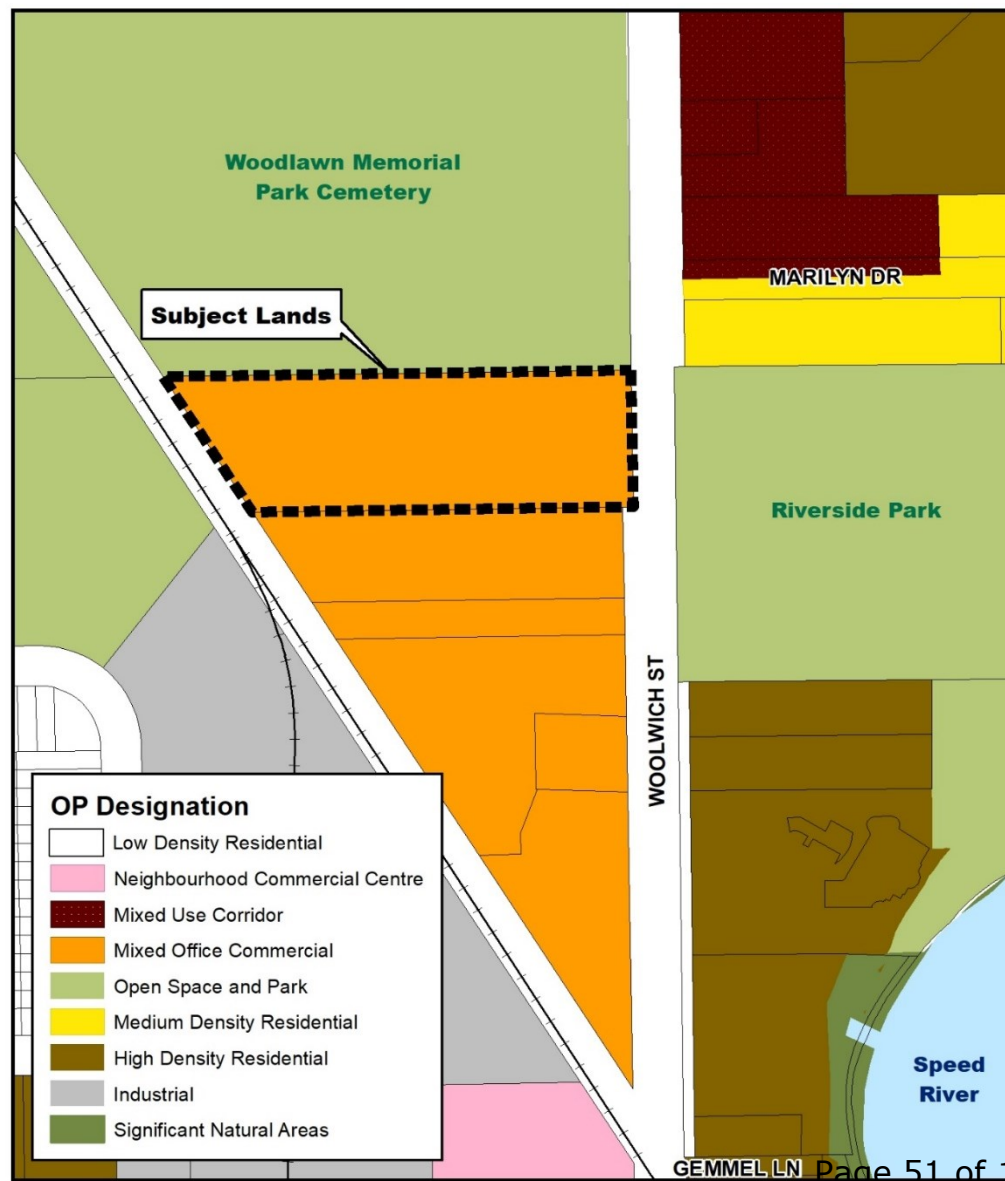 Woodlawn Memorial
Park Cemetery
MARILYN DR
Subject Lands
Riverside Park
WOOLWICH ST
OP Designation
Low Density Residential
Neighbourhood Commercial Centre
Mixed Use Corridor
Mixed Office Commercial
Open Space and Park
Medium Density Residential
High Density Residential
Industrial
Significant Natural Areas
Speed
River
GEMMEL LN
Page 51 of